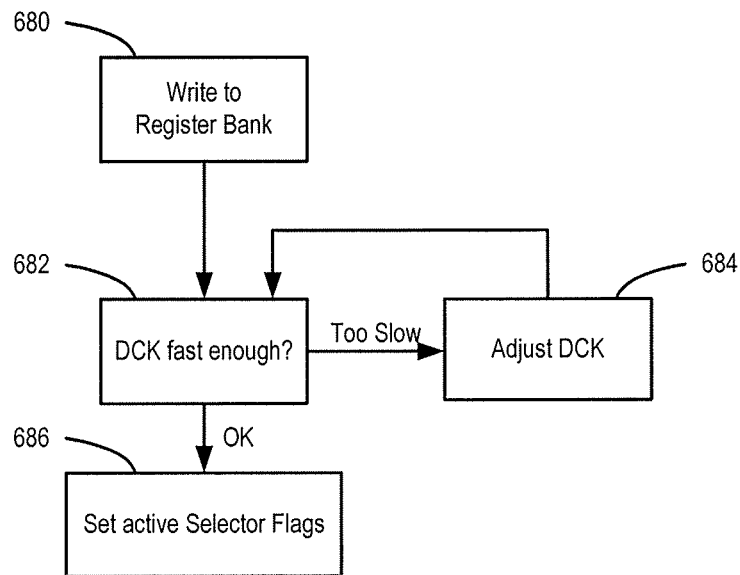 680
Write to
Register Bank
682
684
DCK fast enough?
Too Slow
Adjust DCK
686
OK
Set active Selector Flags